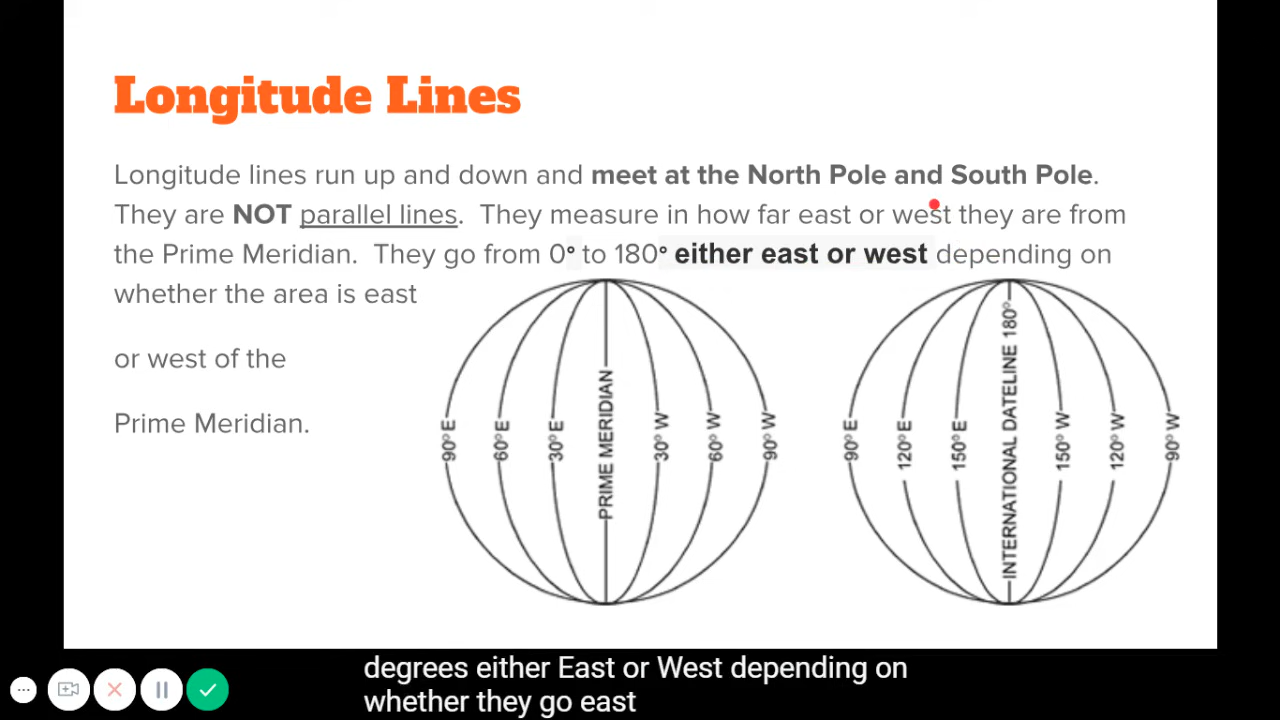 Longitude Lines
Longitude lines run up and down and meet at the North Pole and South Pole.
They are NOT parallel lines. They measure in how far east or west they are from
the Prime Meridian. They go from 0° to 180° either east or west depending on
whether the area is east
or west of the
Prime Meridian.
90° E
60° E
30° E
PRIME MERIDIAN
30° W
60° W
90° W
90° E
120° E
150° E
INTERNATIONAL DATELINE 180°
150° W
120° W
90° W
degrees either East or West depending on
whether they go east